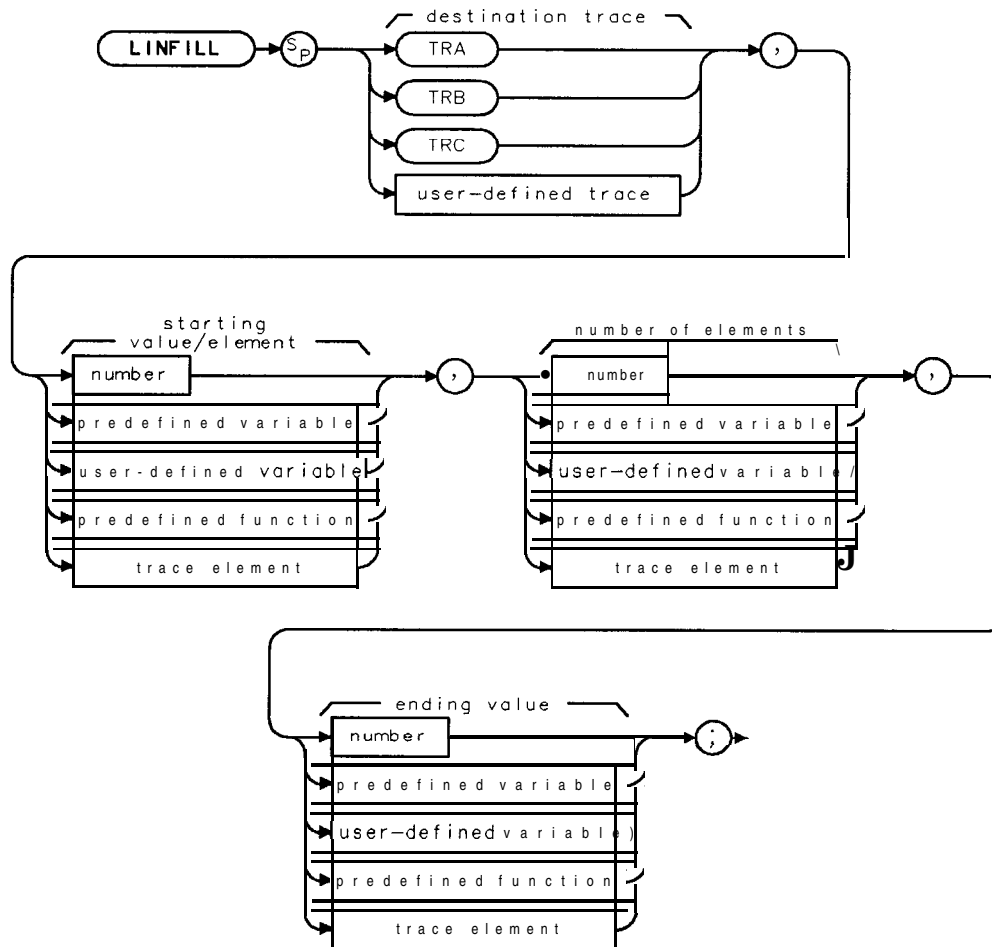 destination trace
LINFILL SP TRA ,
TRB
TRC
user-defined trace
starting
value/element
number of elements
number , number ,
predefined variable predefined variable
user-defined variable user-defined variable
predefined function predefined function
trace element trace element
ending value
number ;
predefined variable
user-defined variable
predefined function
trace element